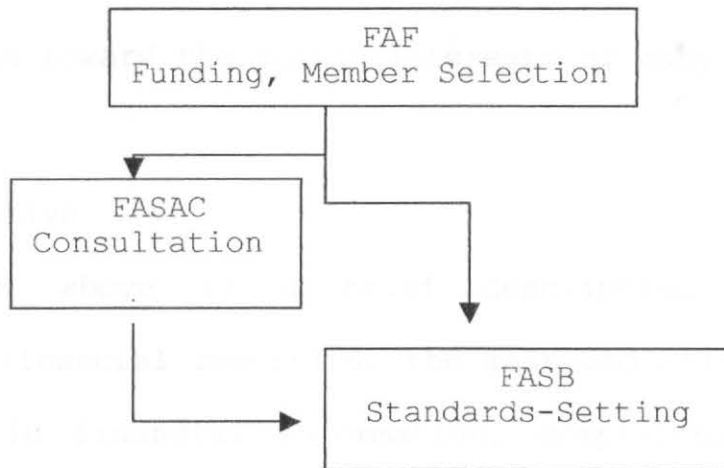 FAF
Funding, Member Selection
FASAC
Consultation
FASB
Standards-Setting